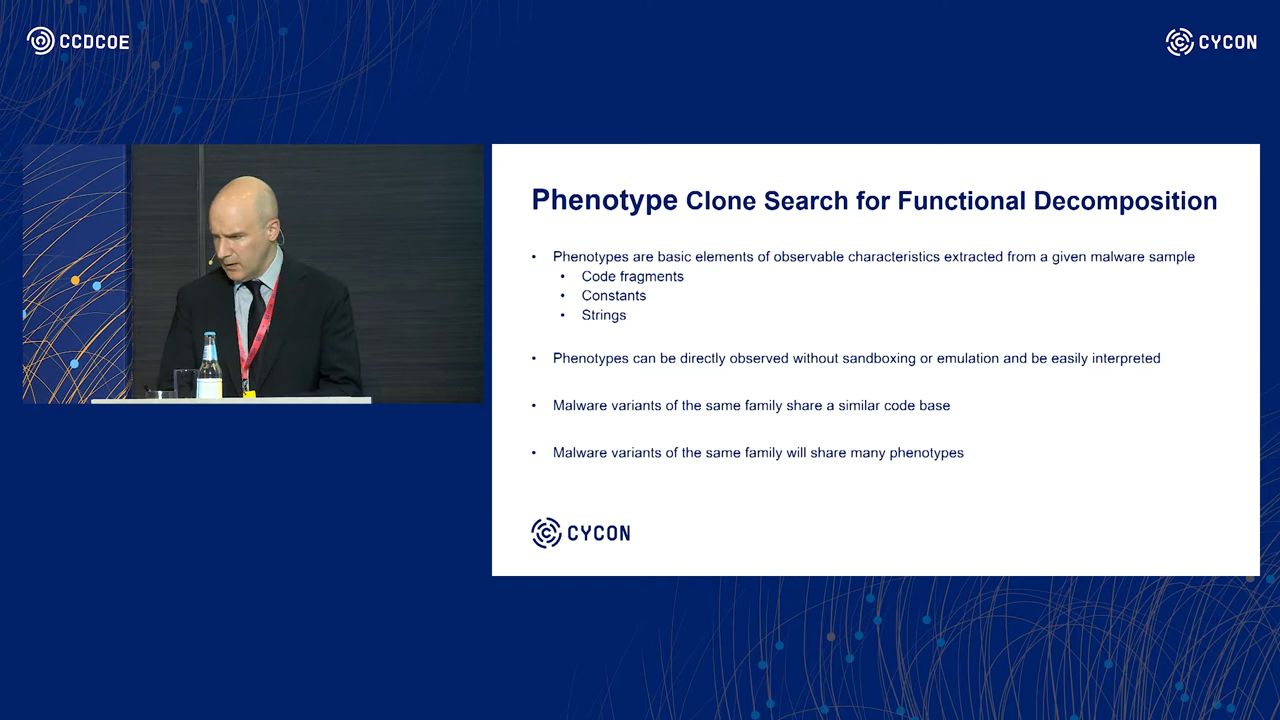 CCDCOE
CYCON
Phenotype Clone Search for Functional Decomposition
• Phenotypes are basic elements of observable characteristics extracted from a given malware sample
• Code fragments
• Constants
• Strings
• Phenotypes can be directly observed without sandboxing or emulation and be easily interpreted
• Malware variants of the same family share a similar code base
• Malware variants of the same family will share many phenotypes
CYCON